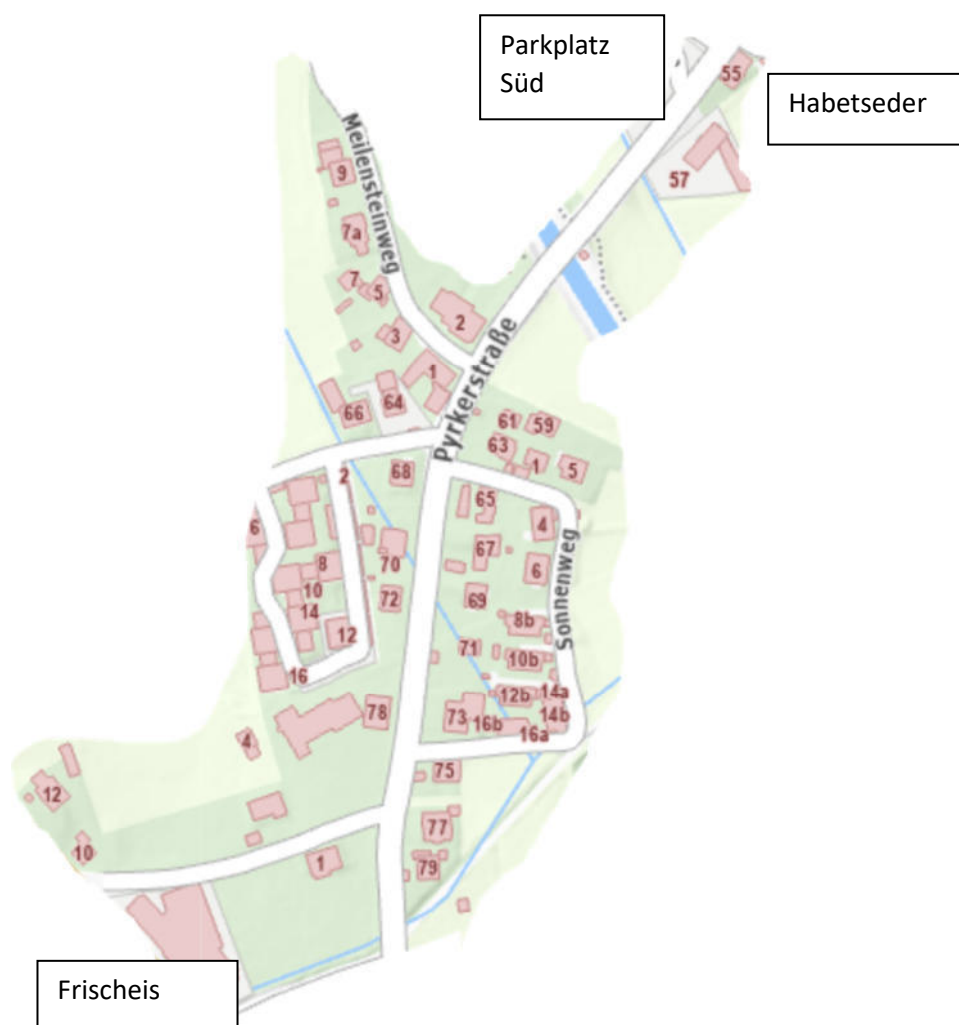 Parkplatz
Süd
55
Habetseder
57
Meilensteinweg
9
7a
7
5
3
2
1
Pyrkerstraße
64
66
61
59
63
1
5
68
2
65
4
6
67
6
8
70
10
72
69
14
8b
Sonnenweg
12
71
10b
16
12b
14a
78
73
16b
14b
16a
4
75
12
77
10
1
79
Frischeis